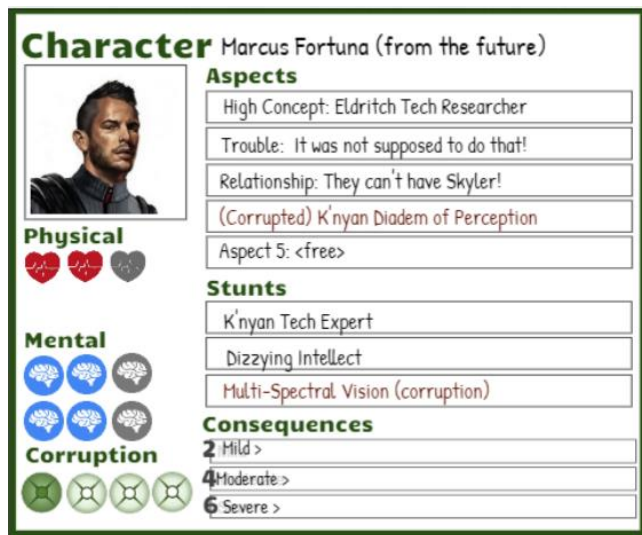 Character Marcus Fortuna (from the future)
Aspects
High Concept: Eldritch Tech Researcher
Trouble: It was not supposed to do that!
Relationship: They can't have Skyler!
(Corrupted) K'nyan Diadem of Perception
Aspect 5: <free>
Physical
Stunts
K'nyan Tech Expert
Dizzying Intellect
Multi-Spectral Vision (corruption)
Mental
Consequences
2 Mild >
4 Moderate >
6 Severe >
Corruption